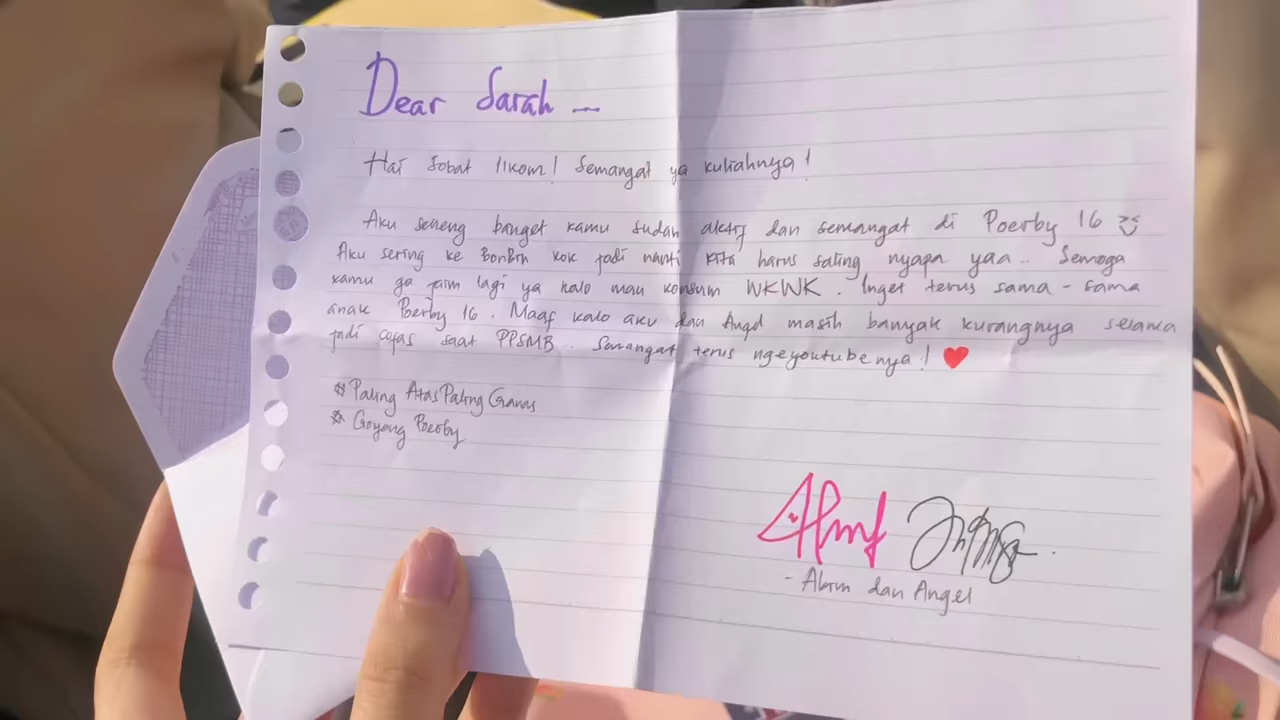 Dear Sarah --
Hai sobat Ilkom! Semangat ya kuliahnya!
Aku seneng banget kamu sudah aktif dan semangat di Poerby 16
Aku sering ke BonBin kok jadi nanti kita harus saling nyapa yaa.. Semoga
kamu ga jaim lagi ya kalo mau konsum WKWK. Inget terus sama-sama
anak Poerby 16. Maaf kalo aku dan Angel masih banyak kurangnya selama
jadi cofas saat PPSMB. Semangat terus ngeyoutubenya! ❤
# Paling Atas Paling Ganas
# Goyang Poerby
- dan Angel